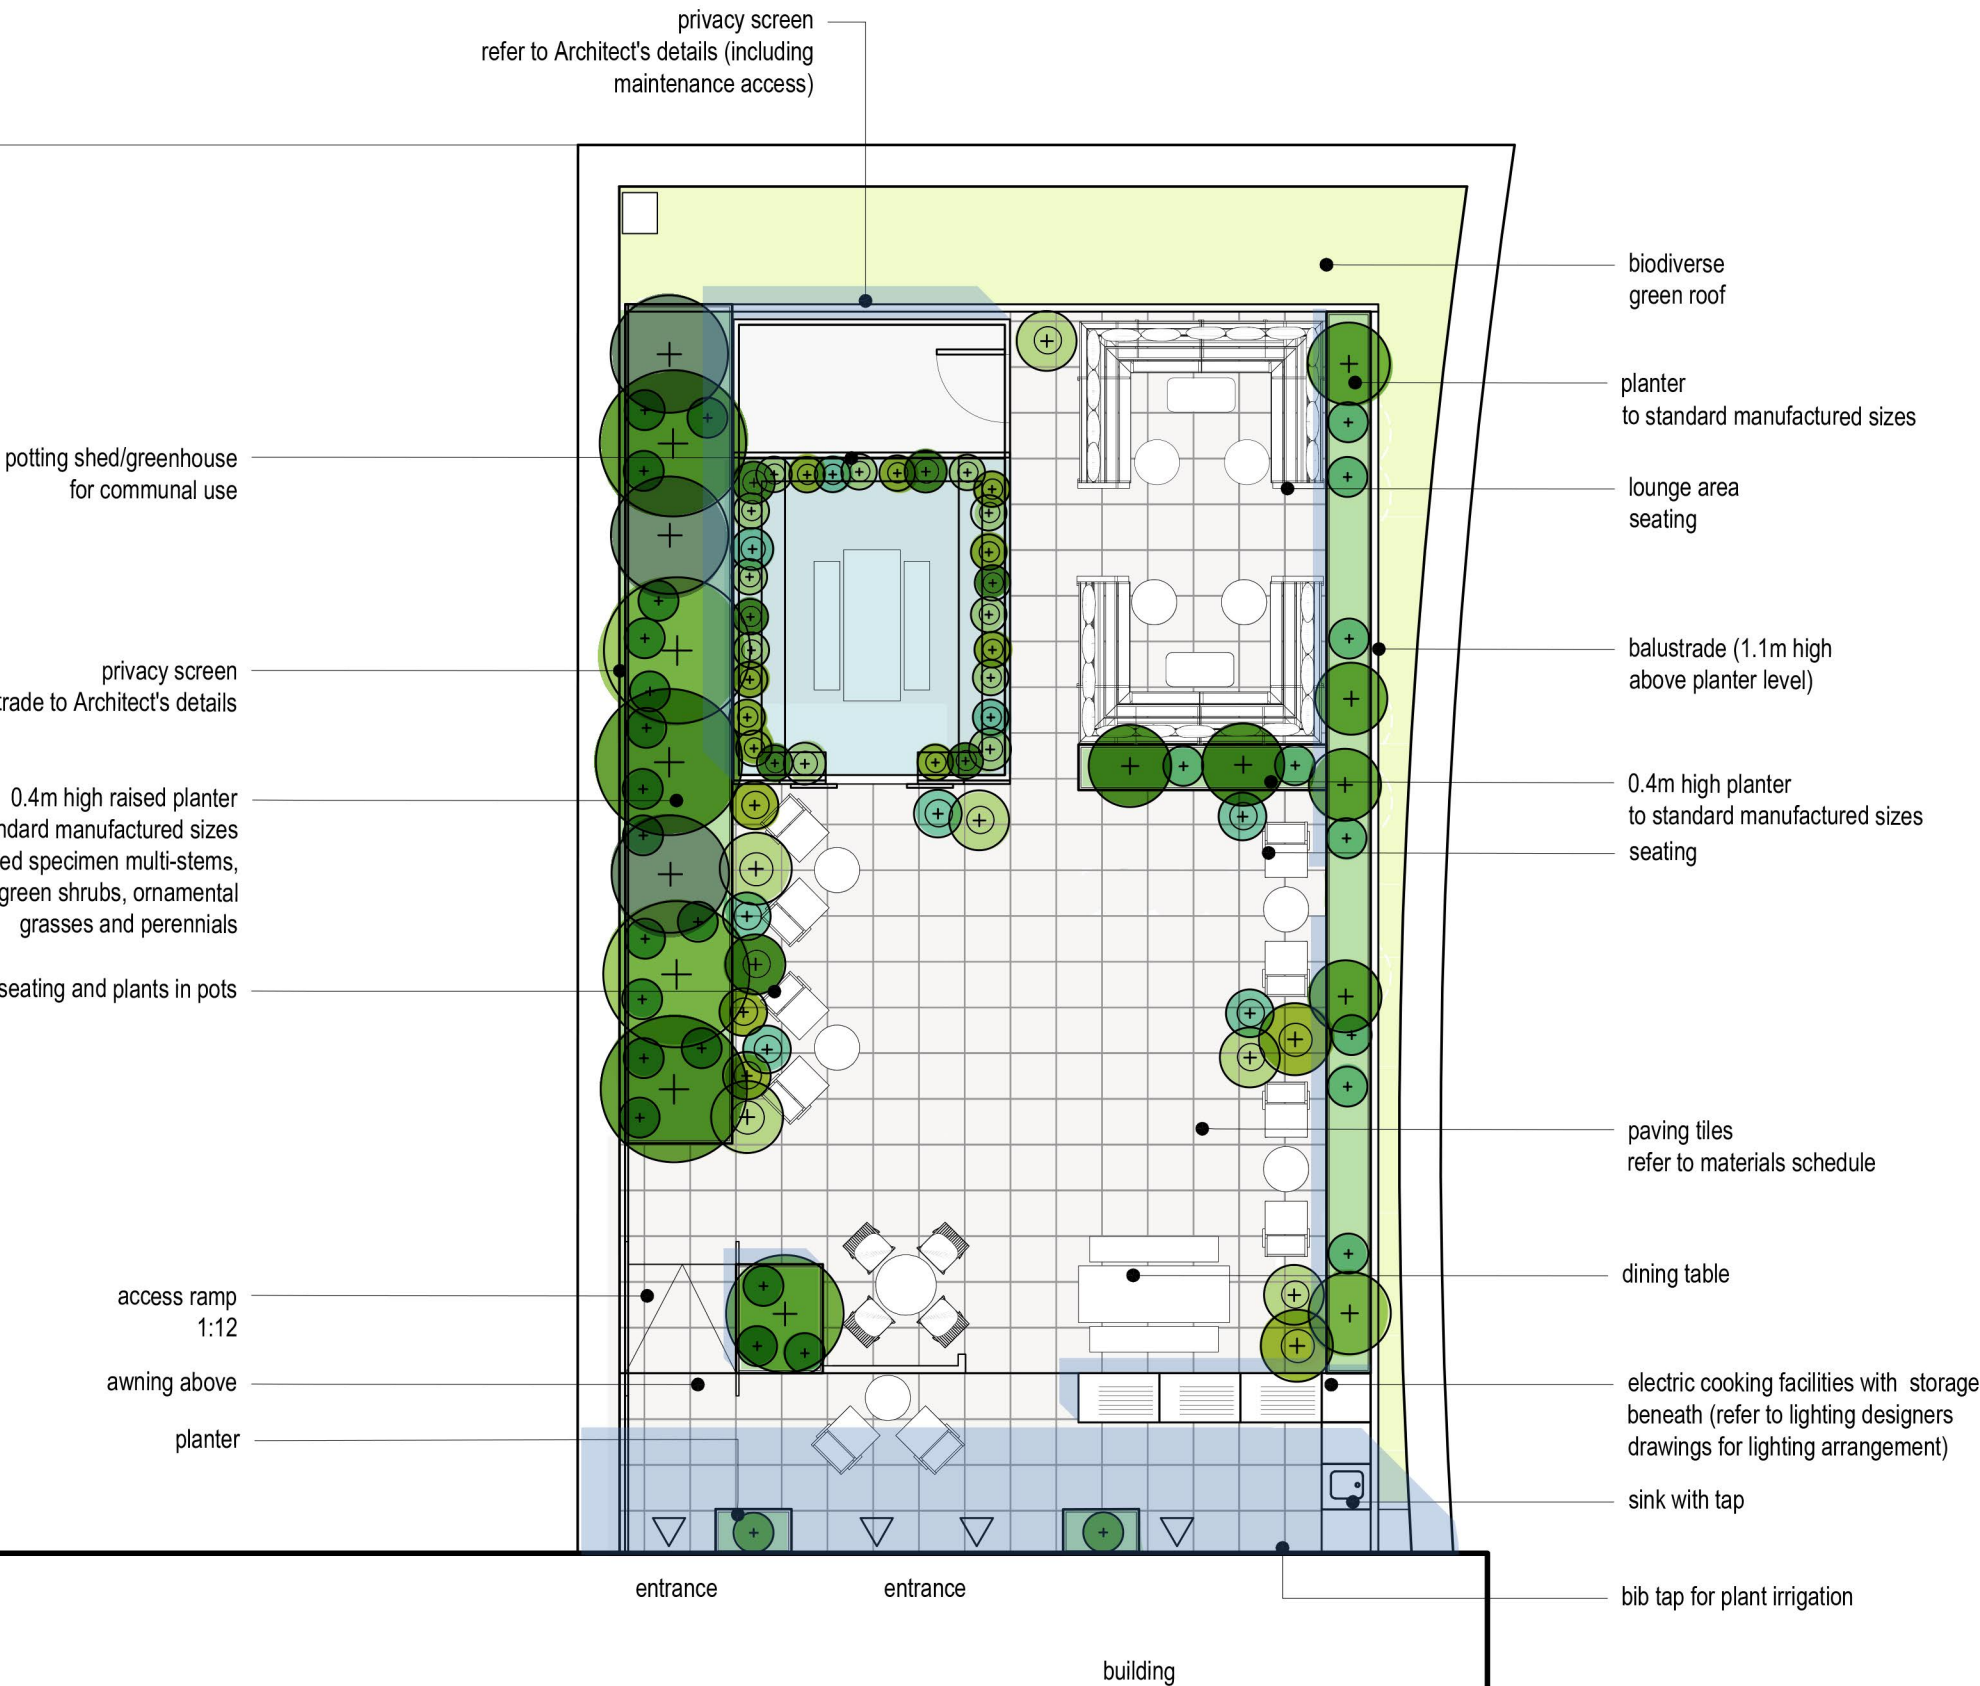 privacy screen
refer to Architect's details (including
maintenance access)
potting shed/greenhouse
for communal use
privacy screen
to Architect's details
0.4m high raised planter
manufactured sizes
specimen multi-stems,
shrubs, ornamental
grasses and perennials
seating and plants in pots
access ramp
1:12
awning above
planter
biodiverse
green roof
planter
to standard manufactured sizes
lounge area
seating
balustrade (1.1m high
above planter level)
0.4m high planter
to standard manufactured sizes
seating
paving tiles
refer to materials schedule
dining table
electric cooking facilities with storage
beneath (refer to lighting designers
drawings for lighting arrangement)
sink with tap
bib tap for plant irrigation
entrance
entrance
building